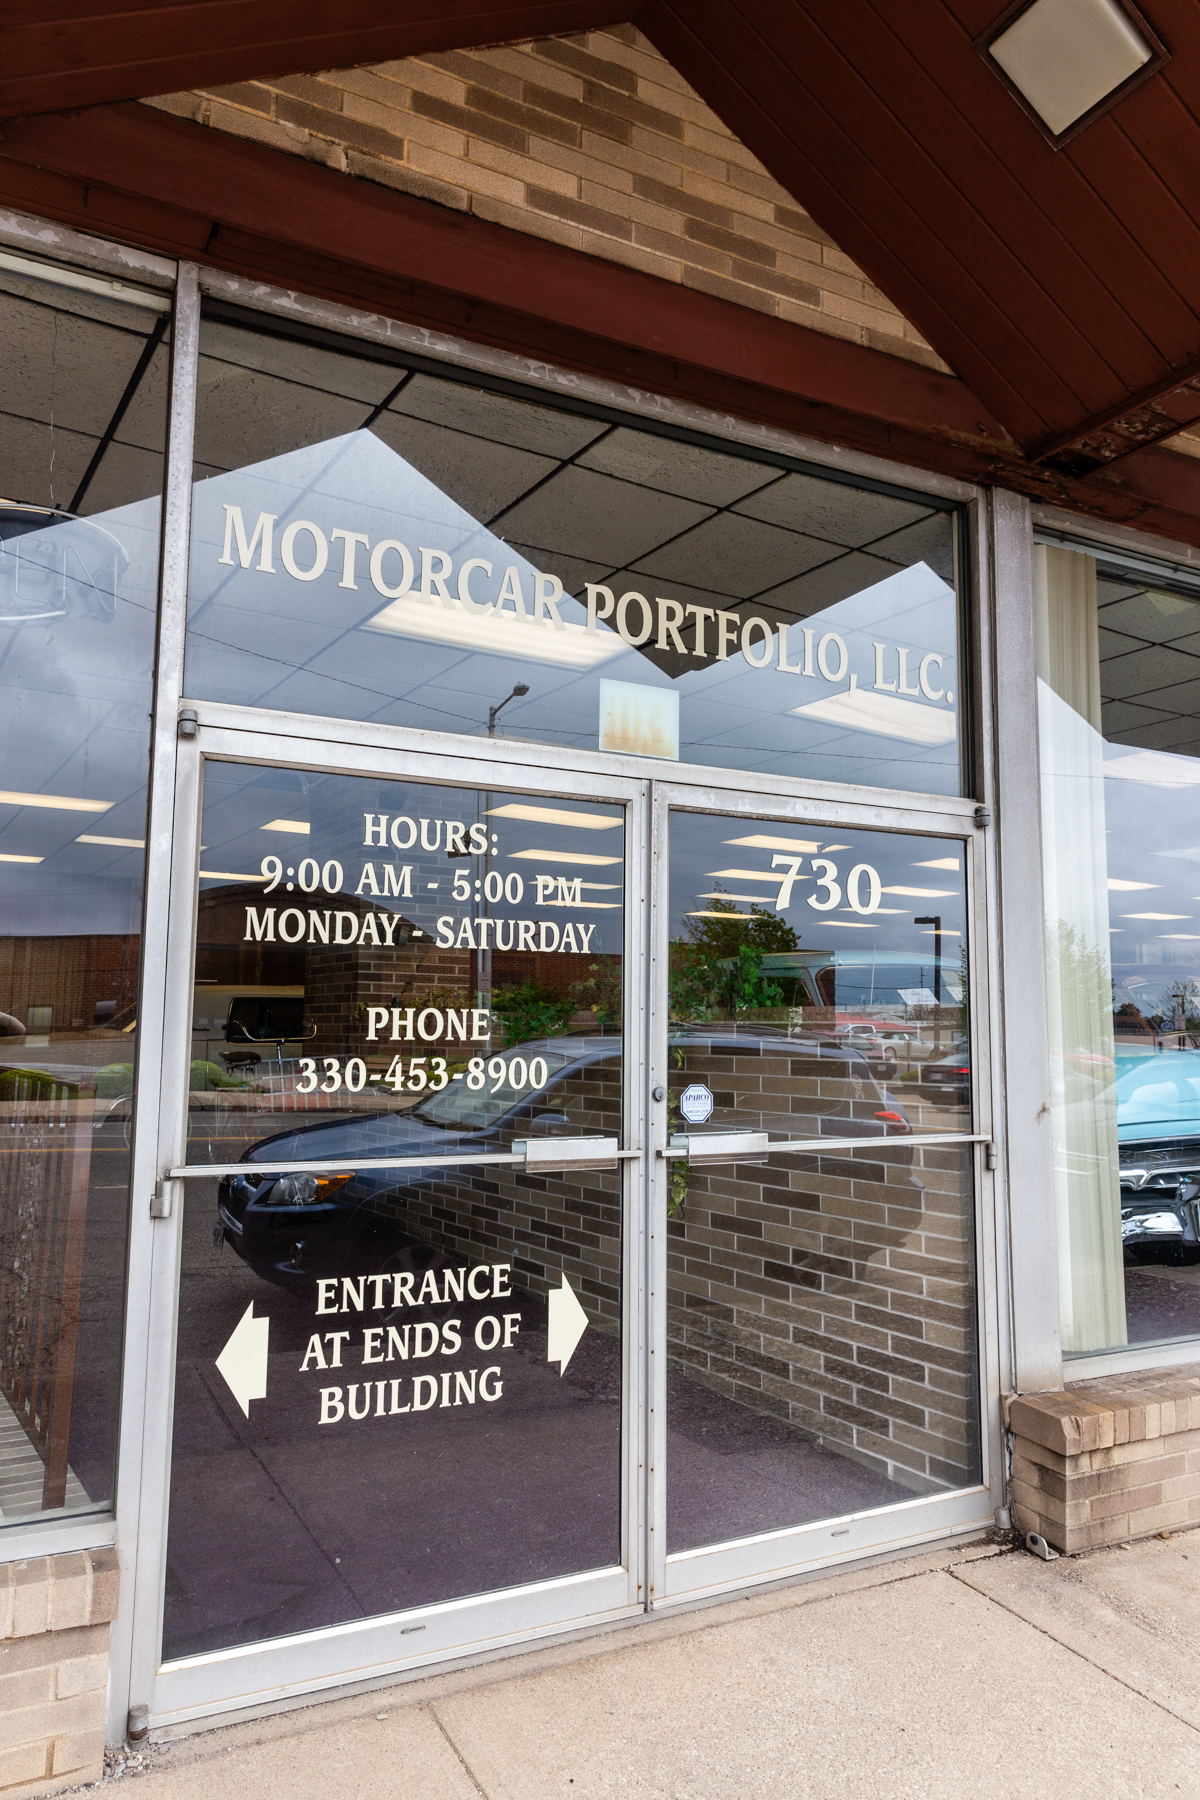 MOTORCAR PORTFOLIO, LLC.
HOURS:
9:00 AM - 5:00 PM
MONDAY - SATURDAY
PHONE
330-453-8900
730
ENTRANCE
AT ENDS OF
BUILDING